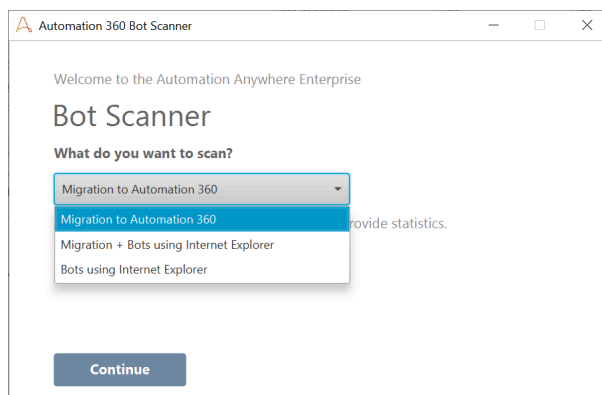 Automation 360 Bot Scanner
Welcome to the Automation Anywhere Enterprise
Bot Scanner
What do you want to scan?
Migration to Automation 360
Migration to Automation 360
rovide statistics.
Migration + Bots using Internet Explorer
Bots using Internet Explorer
Continue